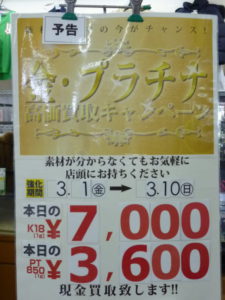 予告
の今がチャンス!
金・プラチナ
高価買取キャンペーン
素材が分からなくてもお気軽に
店頭にお持ちください
強化期間 3.1(金) → 3.10(日)
本日の
K18(1g) ¥7,000
本日の
PT850(1g) ¥3,600
現金買取致します!!